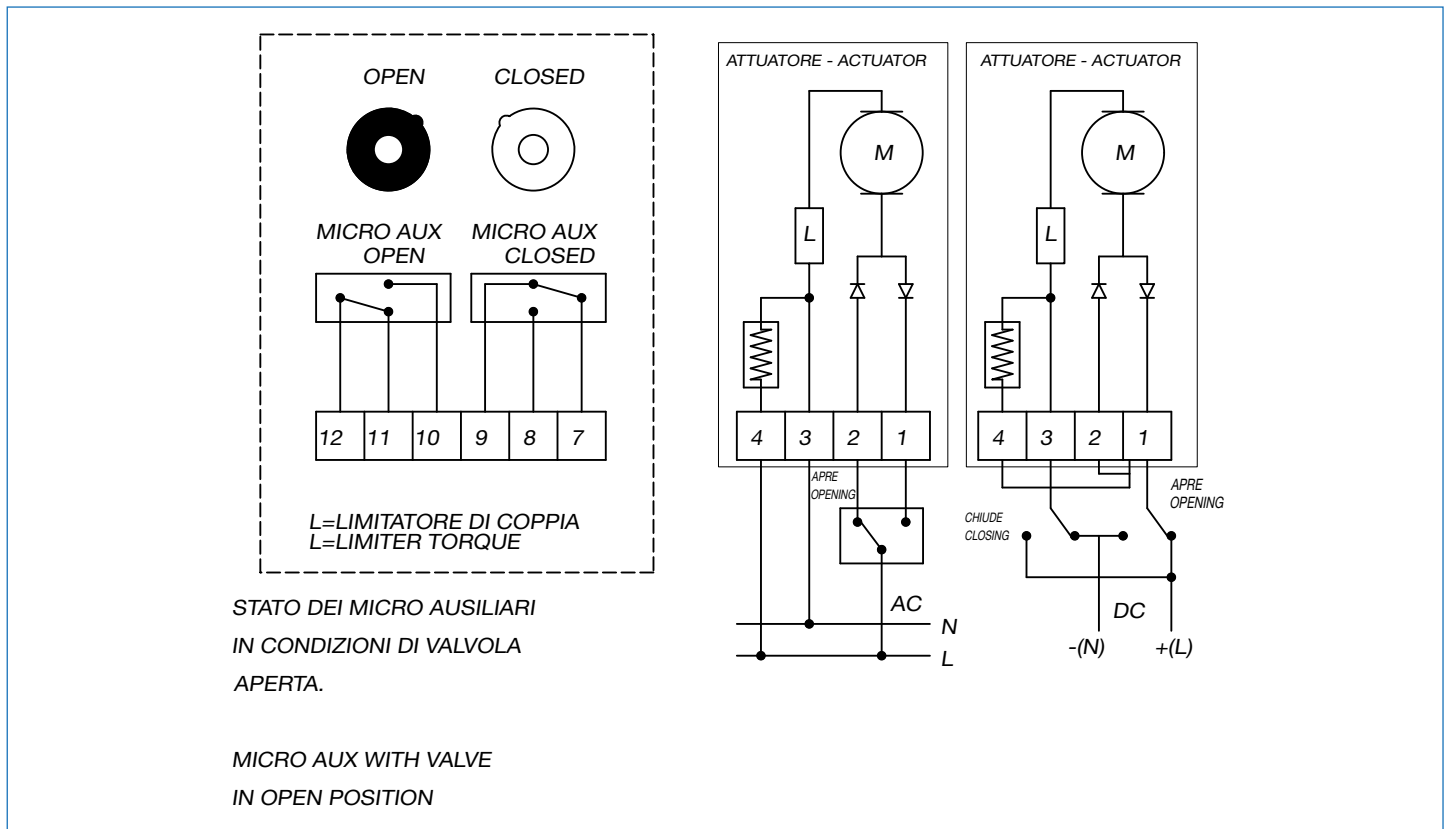 OPEN CLOSED
MICRO AUX
OPEN
MICRO AUX
CLOSED
12 11 10 9 8 7
L=LIMITATORE DI COPPIA
L=LIMITER TORQUE
STATO DEI MICRO AUSILIARI
IN CONDIZIONI DI VALVOLA
APERTA.
MICRO AUX WITH VALVE
IN OPEN POSITION
ATTUATORE - ACTUATOR
M
L
4 3 2 1
APRE
OPENING
AC
N
L
ATTUATORE - ACTUATOR
M
L
4 3 2 1
APRE
OPENING
CHIUDE
CLOSING
DC
-(N) +(L)